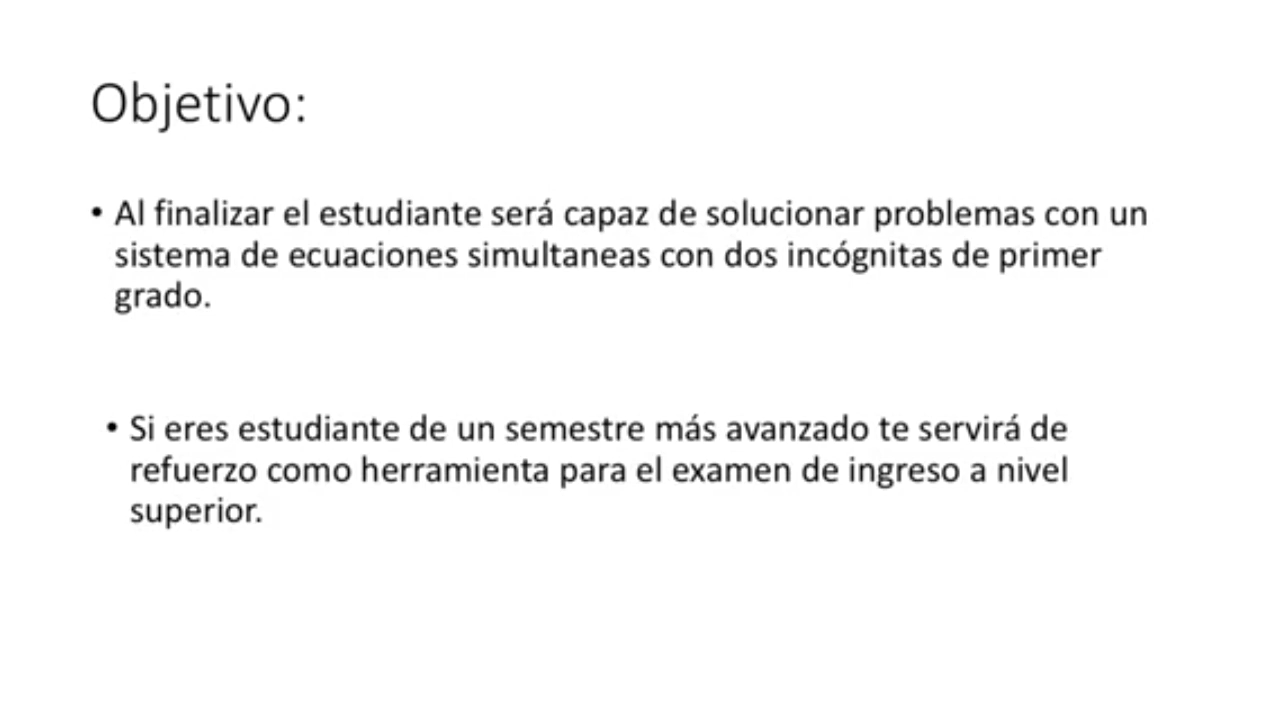 Objetivo:
• Al finalizar el estudiante será capaz de solucionar problemas con un
sistema de ecuaciones simultaneas con dos incógnitas de primer
grado.
• Si eres estudiante de un semestre más avanzado te servirá de
refuerzo como herramienta para el examen de ingreso a nivel
superior.